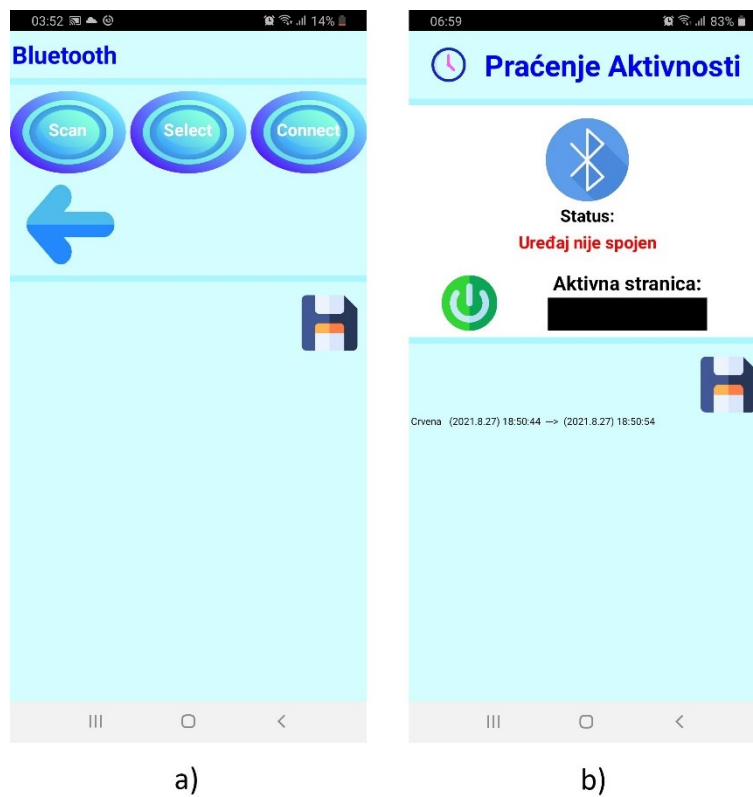 03:52 14%
Bluetooth
Scan Select Connect
a)
06:59 83%
Praćenje Aktivnosti
Status:
Uređaj nije spojen
Aktivna stranica:
Crvena (2021.8.27) 18:50:44 —> (2021.8.27) 18:50:54
b)